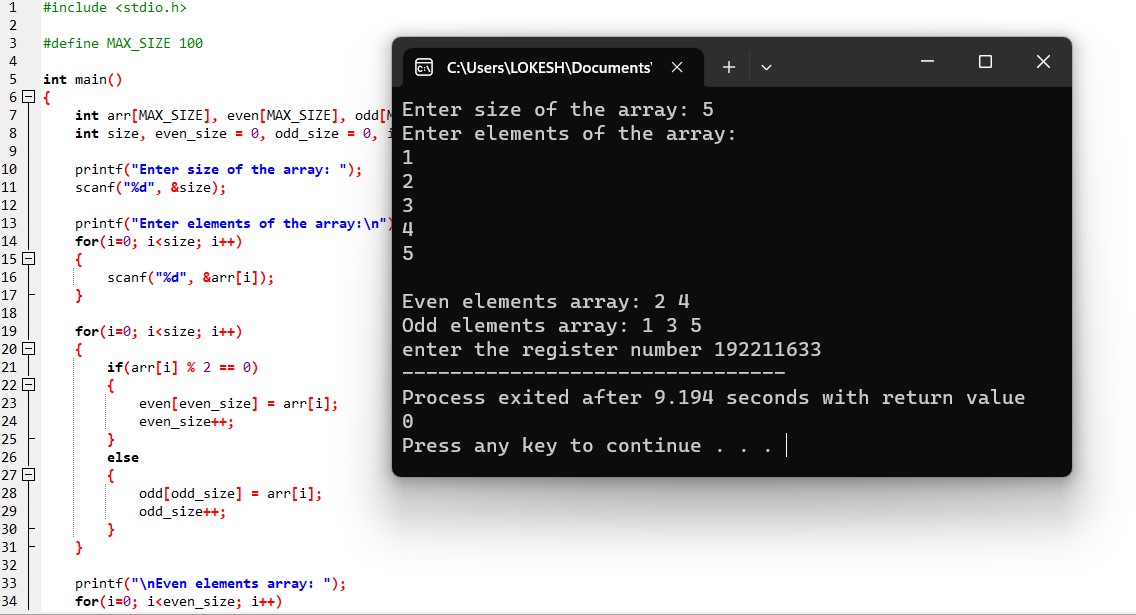 1 #include <stdio.h>
2
3 #define MAX_SIZE 100
4
5 int main()
6 {
7 int arr[MAX_SIZE], even[MAX_SIZE], odd[
8 int size, even_size = 0, odd_size = 0,
9
10 printf("Enter size of the array: ");
11 scanf("%d", &size);
12
13 printf("Enter elements of the array:\n")
14 for(i=0; i<size; i++)
15 {
16 scanf("%d", &arr[i]);
17 }
18
19 for(i=0; i<size; i++)
20 {
21 if(arr[i] % 2 == 0)
22 {
23 even[even_size] = arr[i];
24 even_size++;
25 }
26 else
27 {
28 odd[odd_size] = arr[i];
29 odd_size++;
30 }
31 }
32
33 printf("\nEven elements array: ");
34 for(i=0; i<even_size; i++)
C:\Users\LOKESH\Documents'
Enter size of the array: 5
Enter elements of the array:
1
2
3
4
5
Even elements array: 2 4
Odd elements array: 1 3 5
enter the register number 192211633
--------------------------------
Process exited after 9.194 seconds with return value
0
Press any key to continue . . .